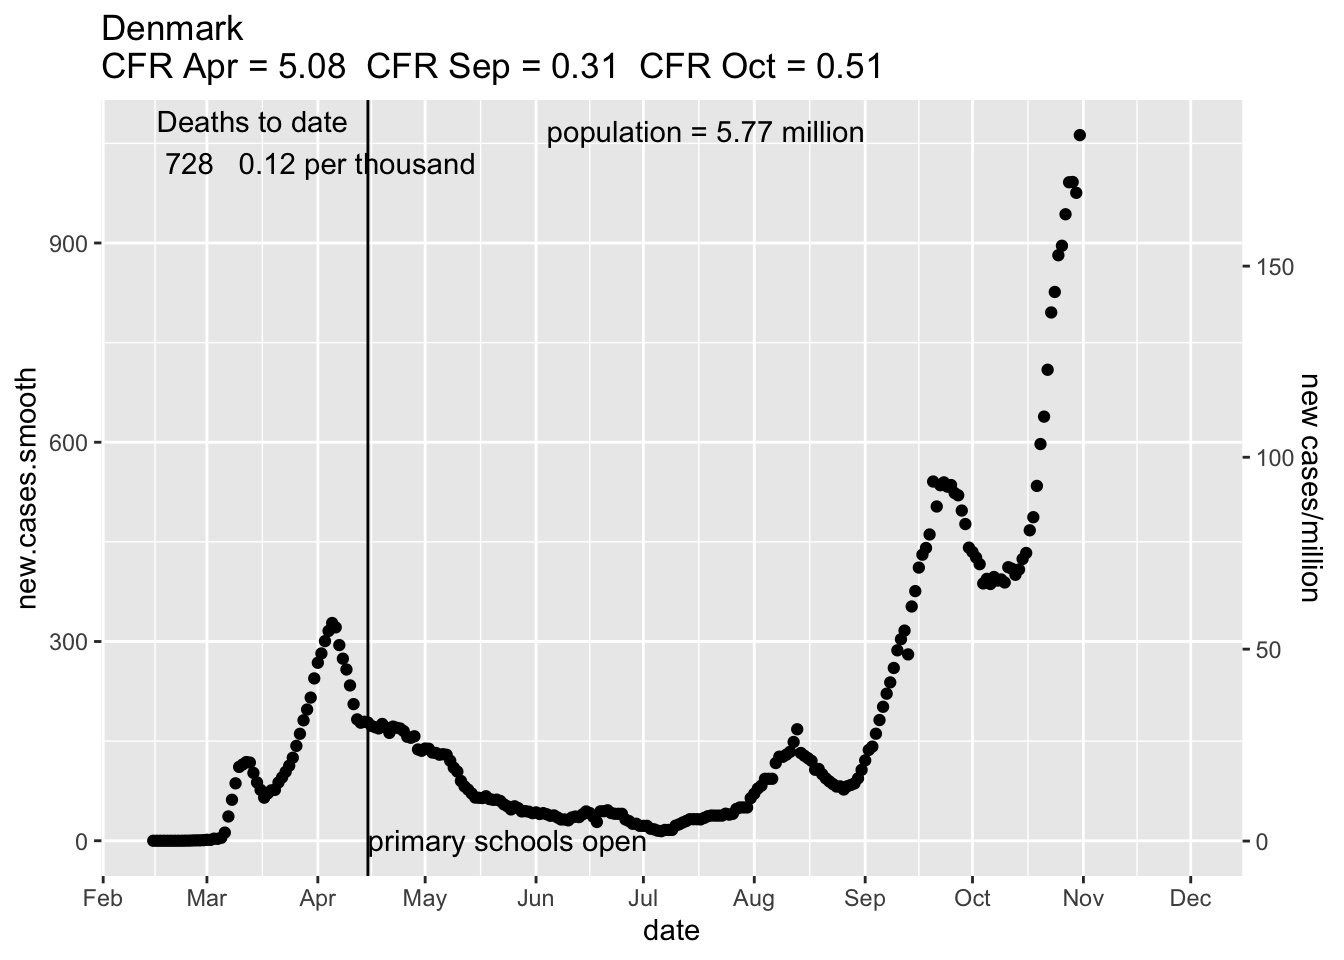 Denmark
CFR Apr = 5.08  CFR Sep = 0.31  CFR Oct = 0.51
Deaths to date
728   0.12 per thousand
population = 5.77 million
new.cases.smooth
900
600
300
0
150
100
50
0
new cases/million
primary schools open
Feb Mar Apr May Jun Jul Aug Sep Oct Nov Dec
date